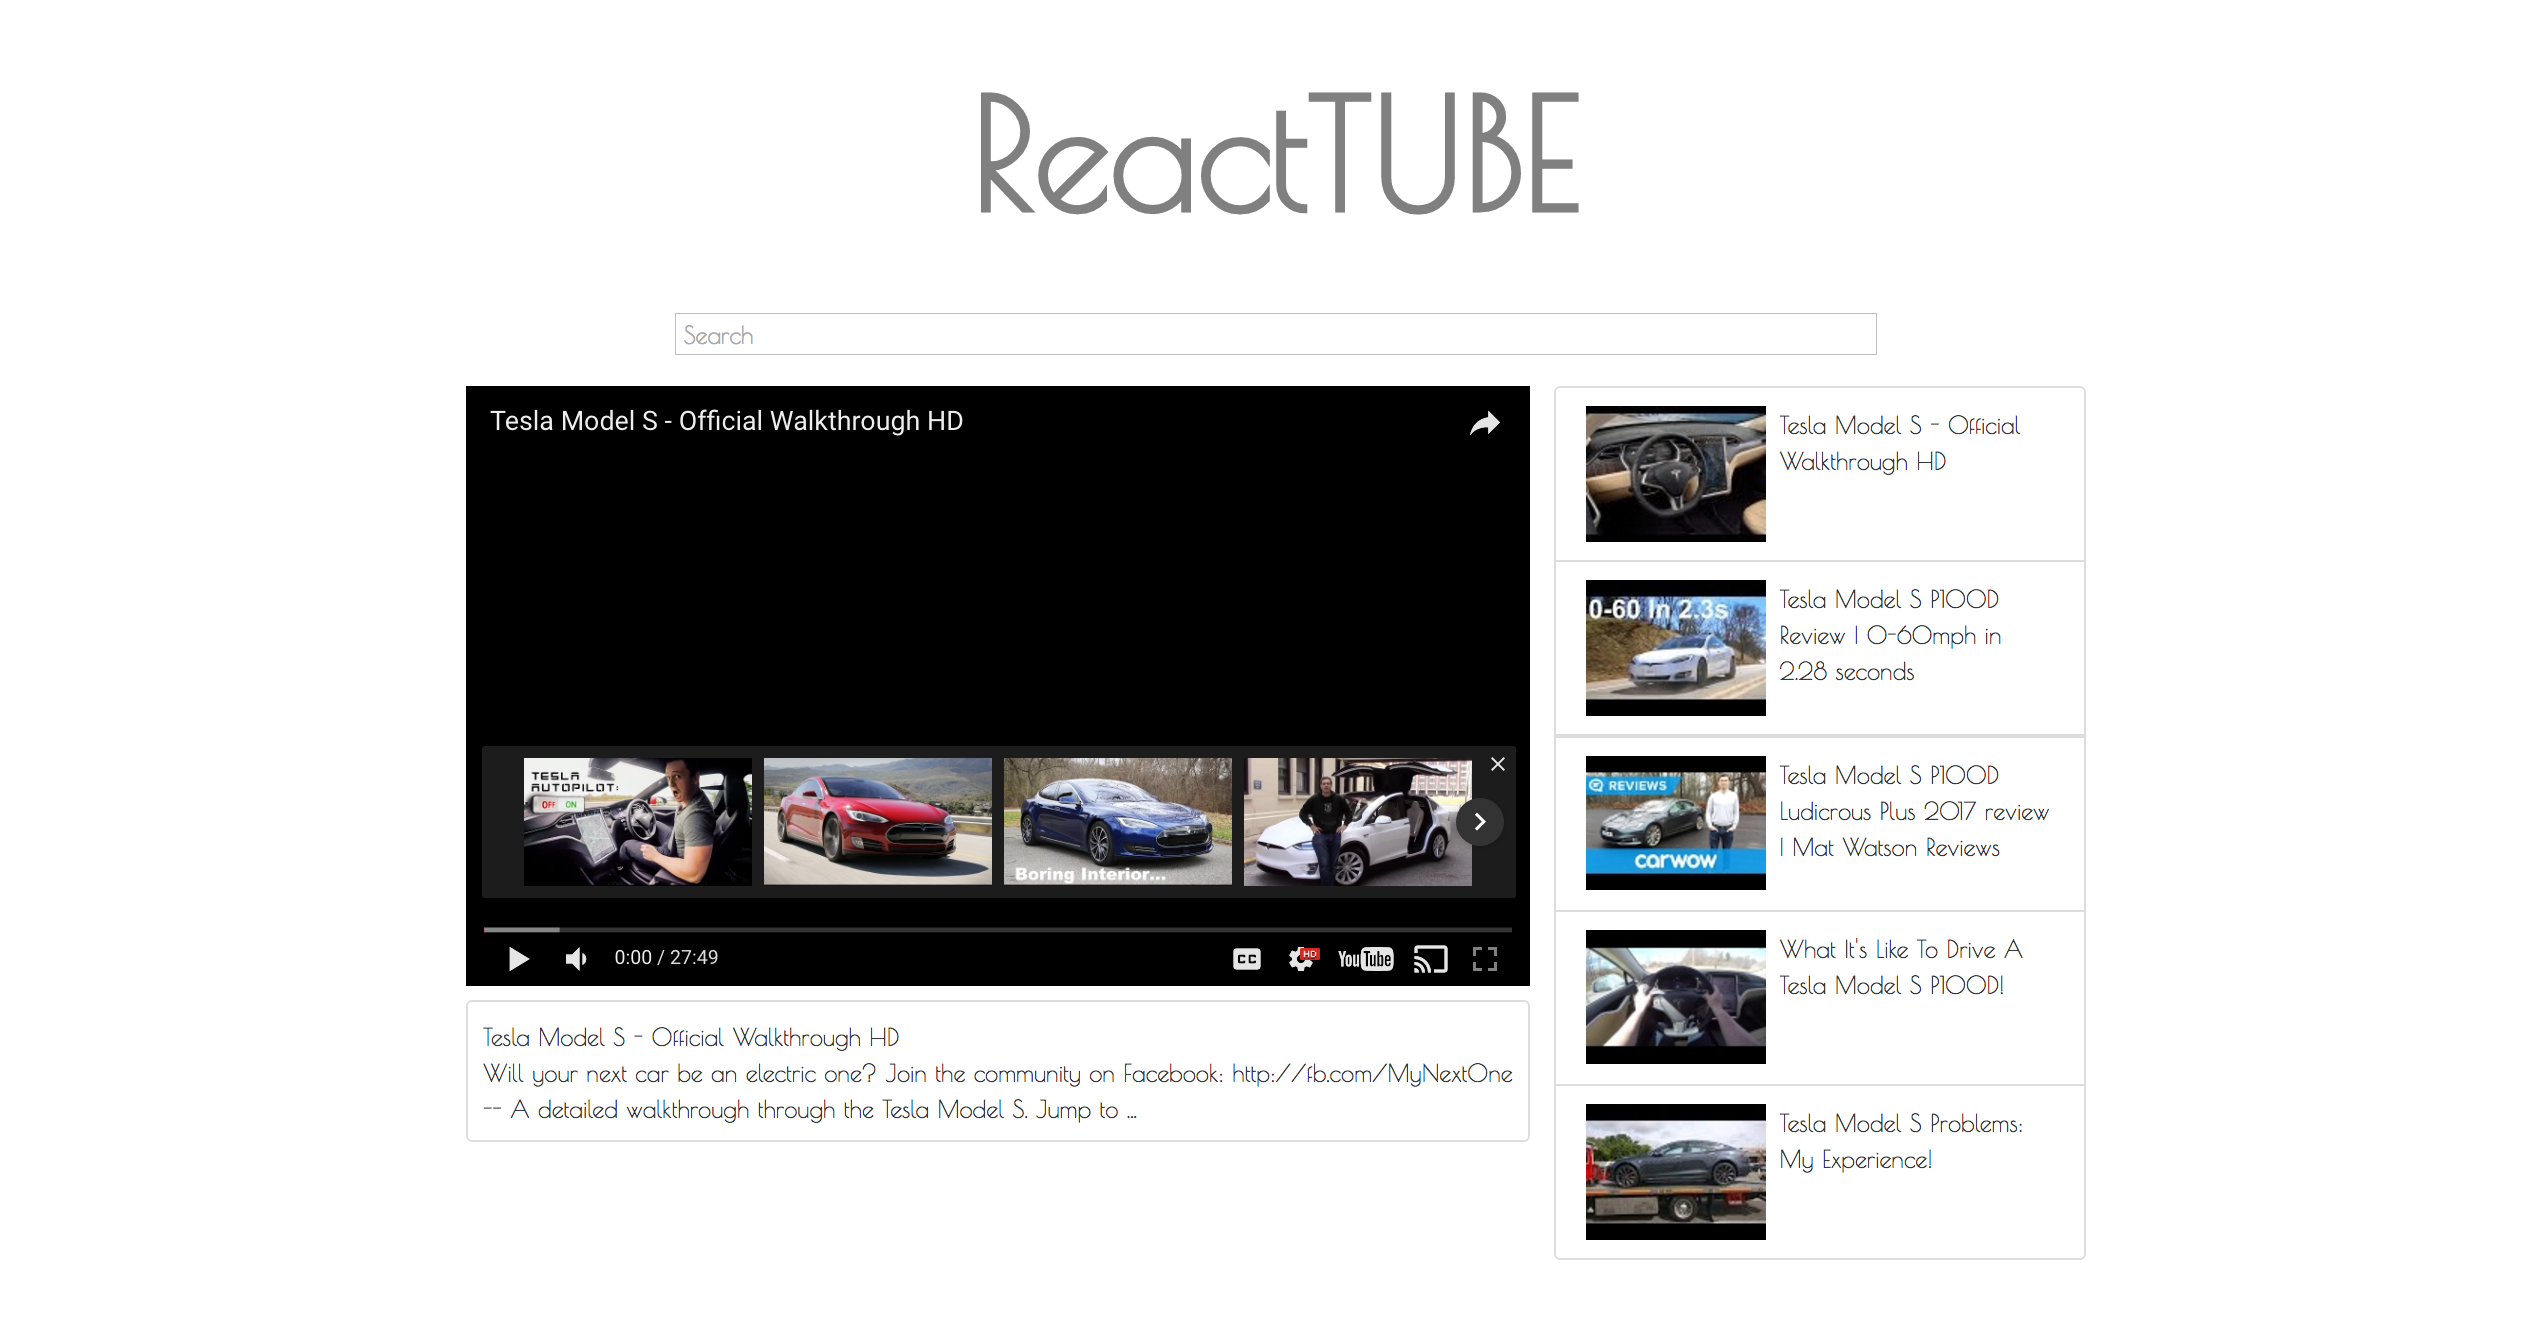 ReactTUBE
Search
Tesla Model S - Official Walkthrough HD
TESLA
AUTOPILOT:
OFF ON
Boring Interior...
0:00 / 27:49
CC
HD
YouTube
Tesla Model S - Official Walkthrough HD
Will your next car be an electric one? Join the community on Facebook: http://fb.com/MyNextOne
-- A detailed walkthrough through the Tesla Model S. Jump to ...
Tesla Model S - Official
Walkthrough HD
0-60 In 2.3s
Tesla Model S P100D
Review | 0-60mph in
2.28 seconds
REVIEWS
carwow
Tesla Model S P100D
Ludicrous Plus 2017 review
| Mat Watson Reviews
What It's Like To Drive A
Tesla Model S P100D!
Tesla Model S Problems:
My Experience!